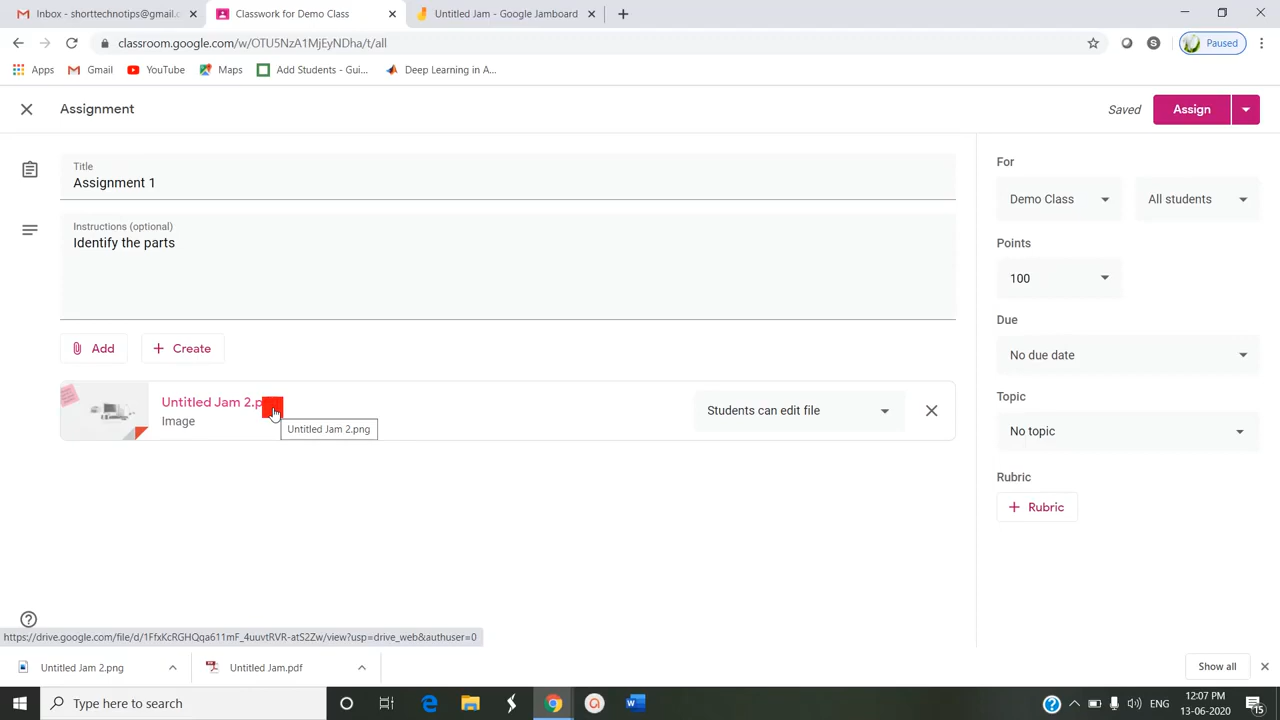 Inbox - shorttechnotips@gmail.c
Classwork for Demo Class
Untitled Jam - Google Jamboard
classroom.google.com/w/OTU5NzA1MjEyNDha/t/all
S
Paused
Apps
Gmail
YouTube
Maps
Add Students - Gui...
Deep Learning in A...
Assignment
Saved
Assign
Title
Assignment 1
Instructions (optional)
Identify the parts
Add
Create
Untitled Jam 2.p
Image
Untitled Jam 2.png
Students can edit file
For
Demo Class
All students
Points
100
Due
No due date
Topic
No topic
Rubric
Rubric
https://drive.google.com/file/d/1FfxKcRGHQqa611mF_4uuvtRVR-atS2Zw/view?usp=drive_web&authuser=0
Untitled Jam 2.png
Untitled Jam.pdf
Show all
Type here to search
ENG
12:07 PM
13-06-2020
15